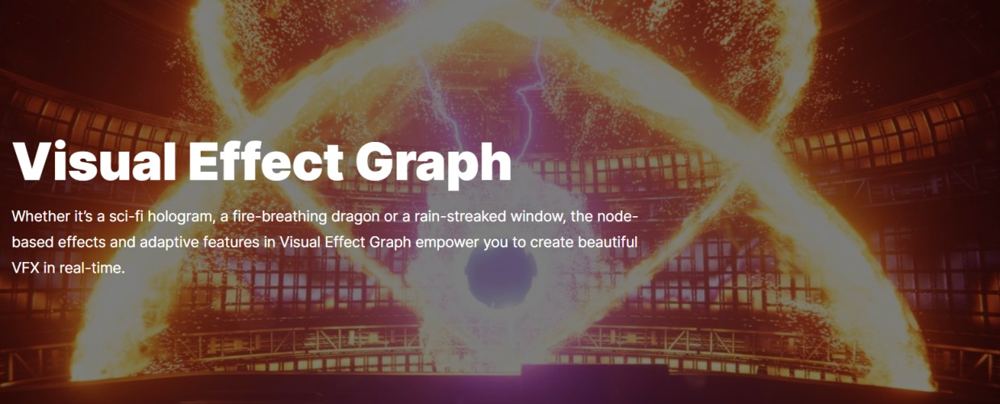 Visual Effect Graph
Whether it's a sci-fi hologram, a fire-breathing dragon or a rain-streaked window, the node-
based effects and adaptive features in Visual Effect Graph empower you to create beautiful
VFX in real-time.